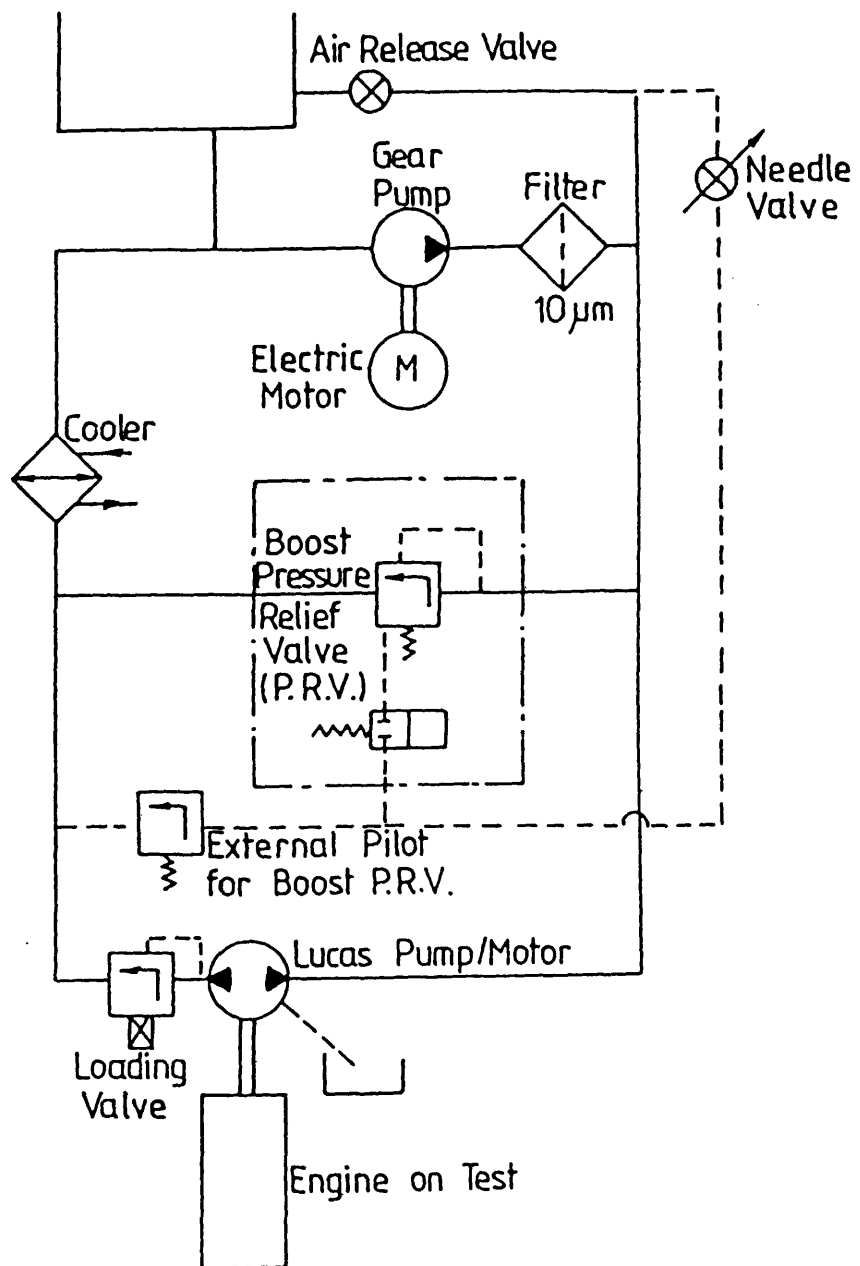 Air Release Valve
Gear
Pump
Filter
Needle
Valve
10 µm
Electric
Motor
M
Cooler
Boost
Pressure
Relief
Valve
(P.R.V.)
External Pilot
for Boost P.R.V.
Lucas Pump/Motor
Loading
Valve
Engine on Test